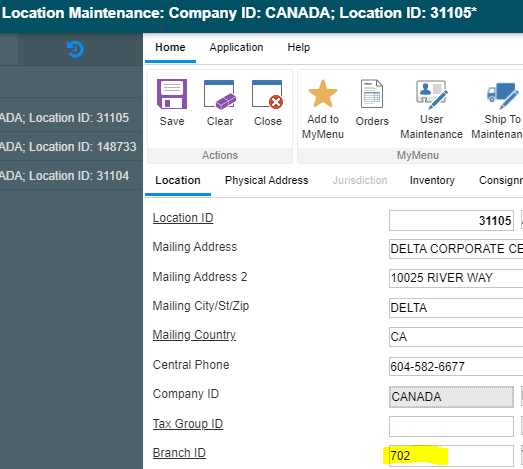 Location Maintenance: Company ID: CANADA; Location ID: 31105*
Home Application Help
ADA; Location ID: 31105
ADA; Location ID: 148733
ADA; Location ID: 31104
Save Clear Close Add to MyMenu Orders User Maintenance Ship To Maintenan
Actions MyMenu
Location Physical Address Jurisdiction Inventory Consignm
Location ID 31105
Mailing Address DELTA CORPORATE CE
Mailing Address 2 10025 RIVER WAY
Mailing City/St/Zip DELTA
Mailing Country CA
Central Phone 604-582-6677
Company ID CANADA
Tax Group ID
Branch ID 702